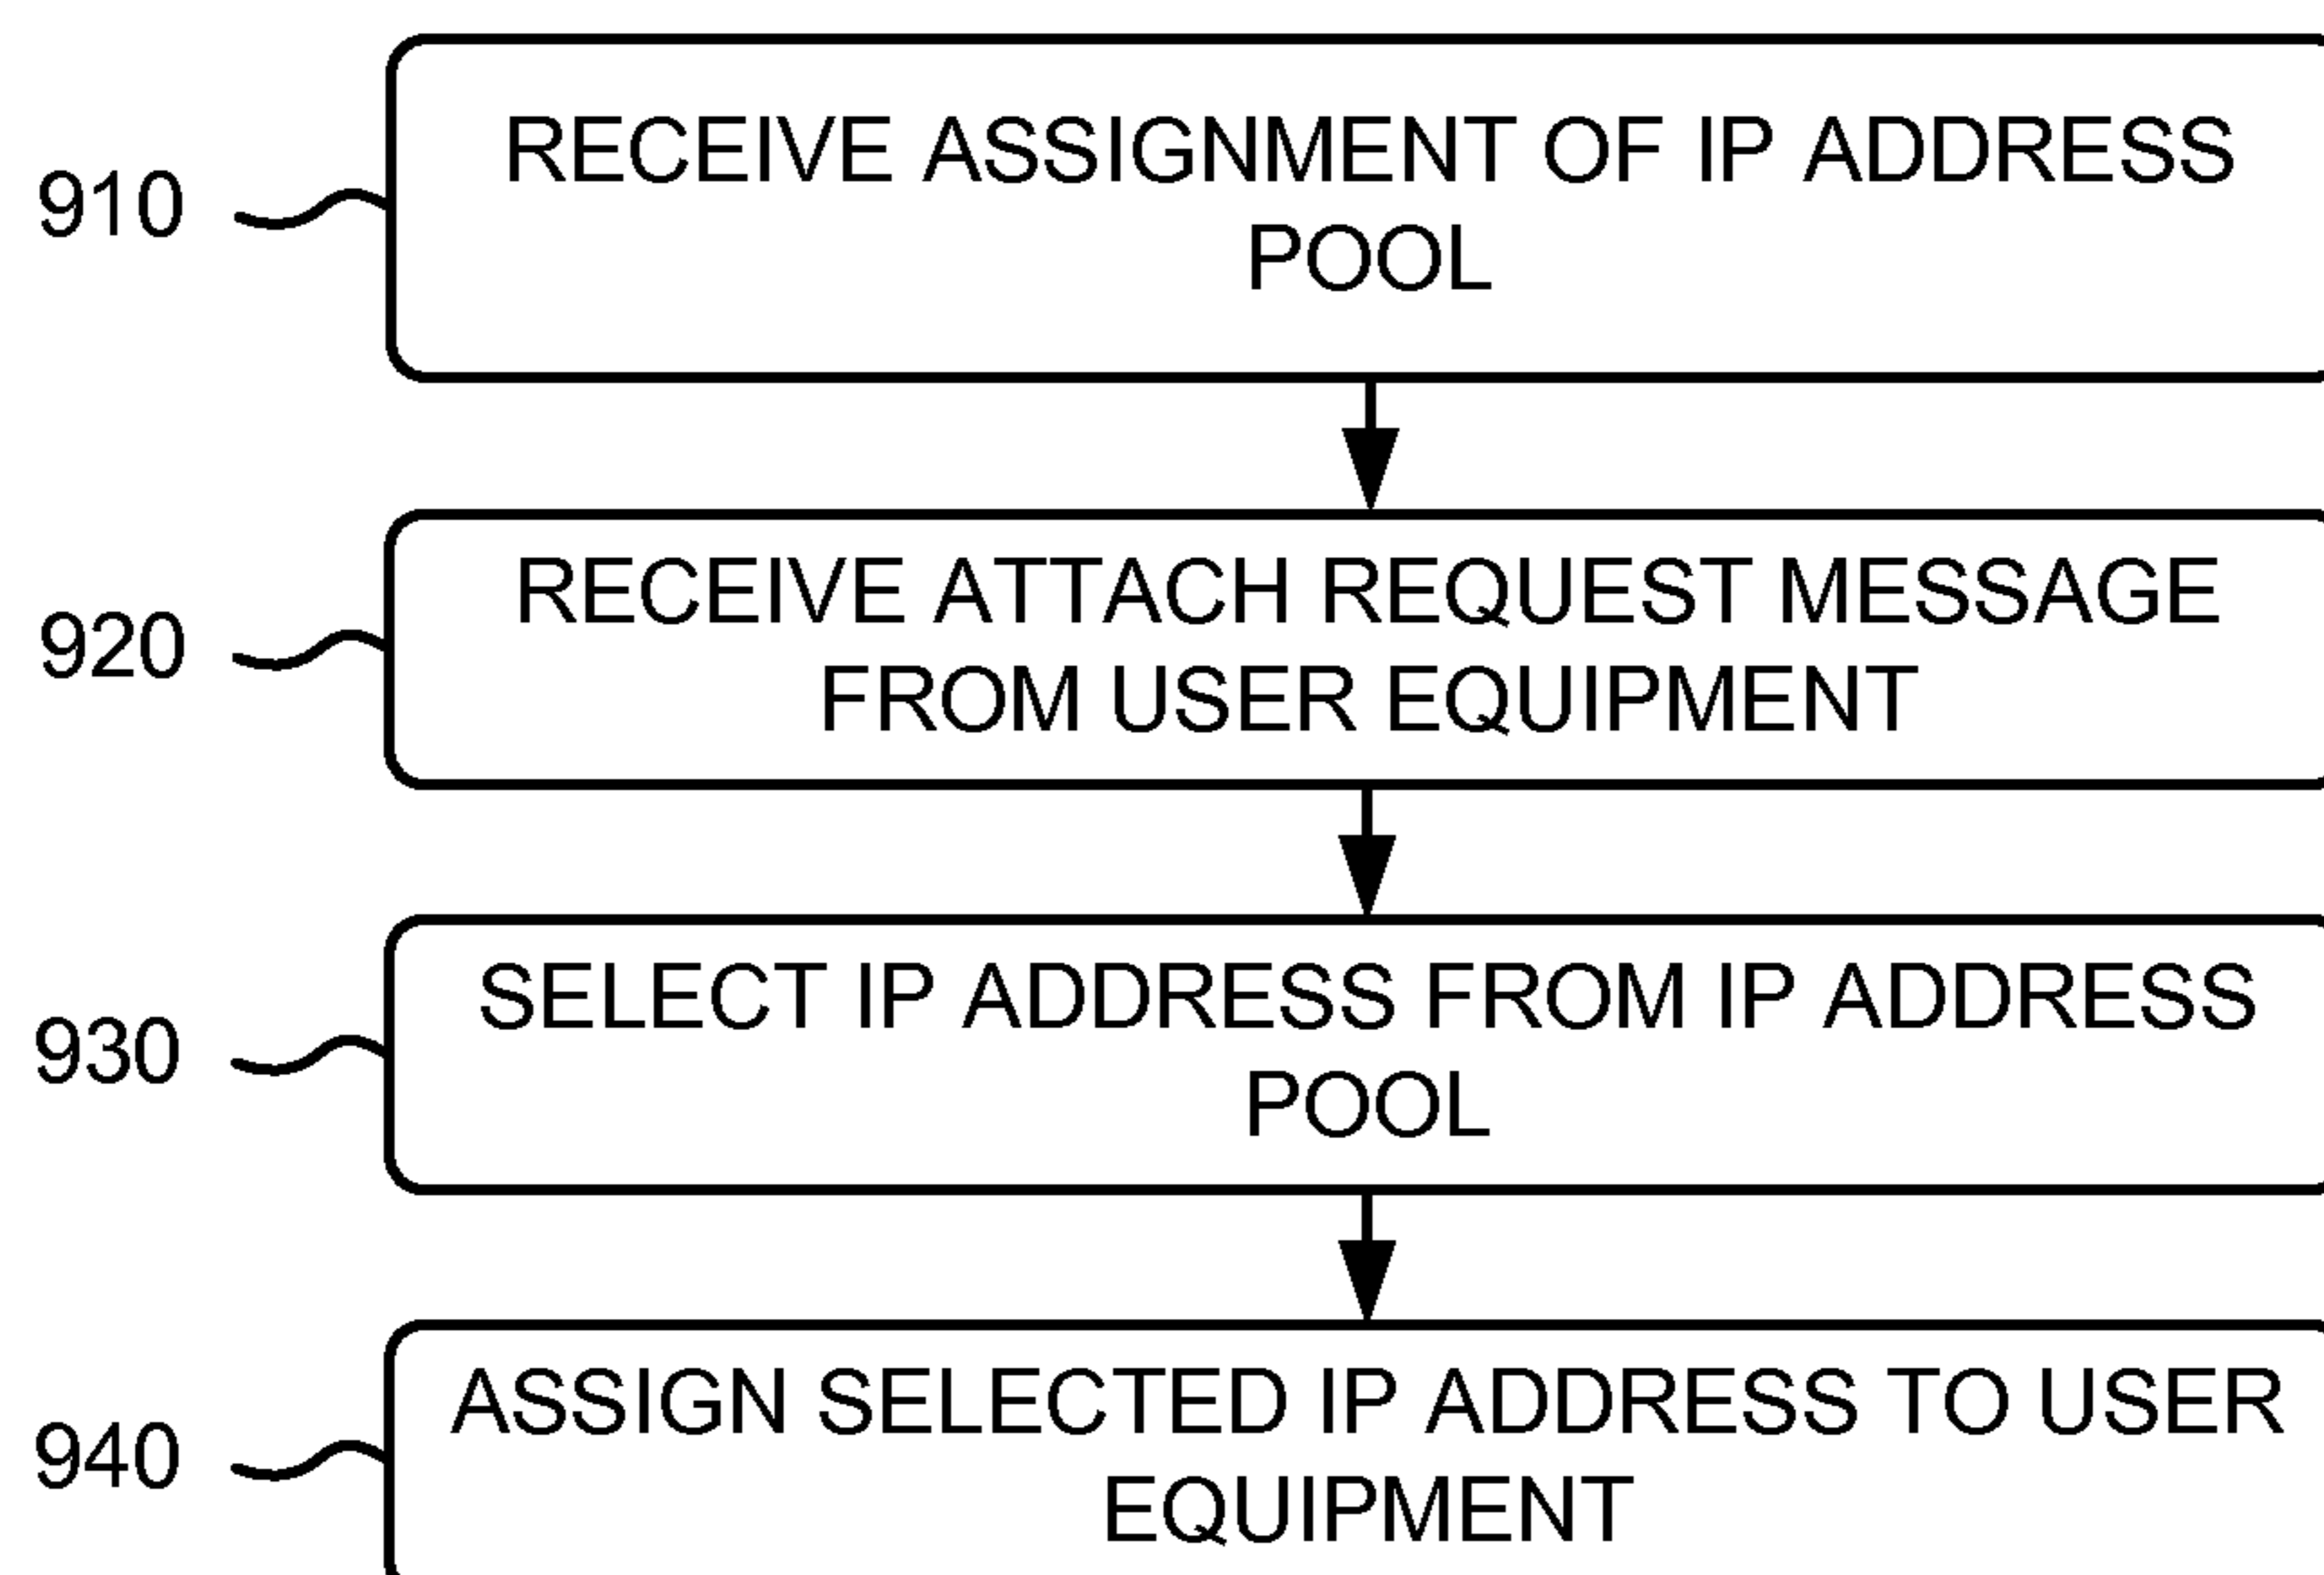 910
RECEIVE ASSIGNMENT OF IP ADDRESS
POOL
920
RECEIVE ATTACH REQUEST MESSAGE
FROM USER EQUIPMENT
930
SELECT IP ADDRESS FROM IP ADDRESS
POOL
940
ASSIGN SELECTED IP ADDRESS TO USER
EQUIPMENT